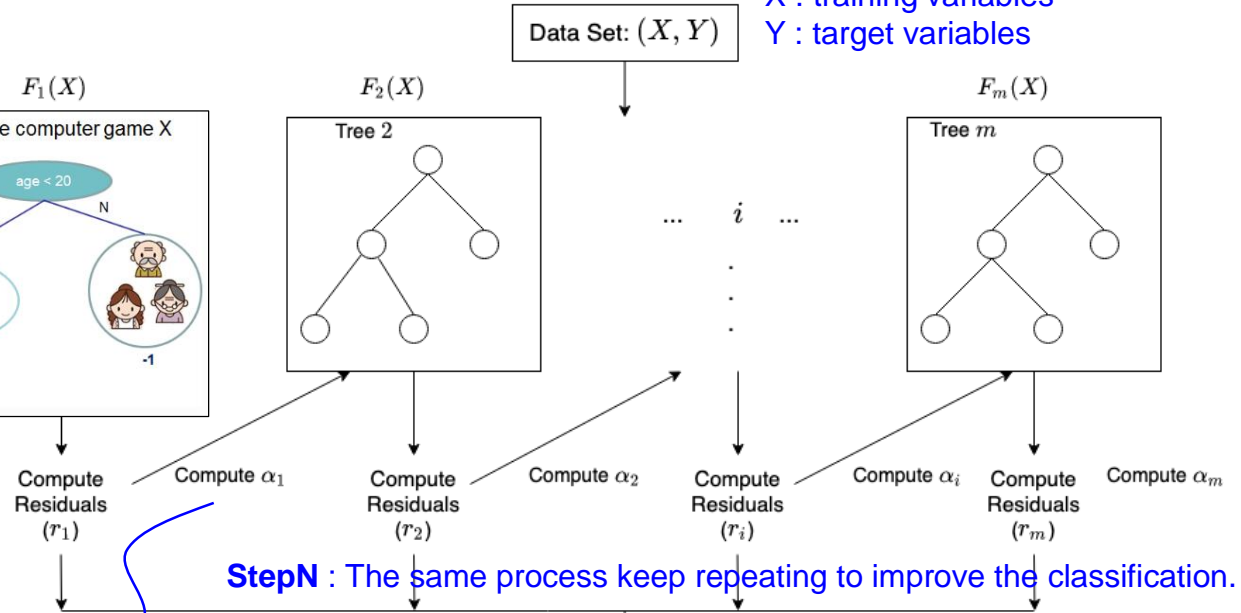 X : training variables
Data Set: (X, Y)
Y : target variables
F₁(X)
F₂(X)
Fₘ(X)
e computer game X
Tree 2
Tree m
age < 20
N
... i ...
.
.
.
-1
Compute Residuals (r₁)
Compute α₁
Compute Residuals (r₂)
Compute α₂
Compute Residuals (rᵢ)
Compute αᵢ
Compute Residuals (rₘ)
Compute αₘ
StepN : The same process keep repeating to improve the classification.